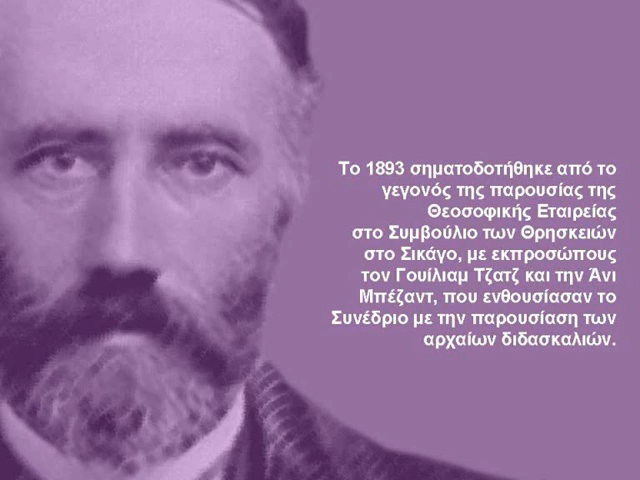 Το 1893 σηματοδοτήθηκε από το
γεγονός της παρουσίας της
Θεοσοφικής Εταιρείας
στο Συμβούλιο των Θρησκειών
στο Σικάγο, με εκπροσώπους
τον Γουίλιαμ Τζατζ και την Άνι
Μπέζαντ, που ενθουσίασαν το
Συνέδριο με την παρουσίαση των
αρχαίων διδασκαλιών.